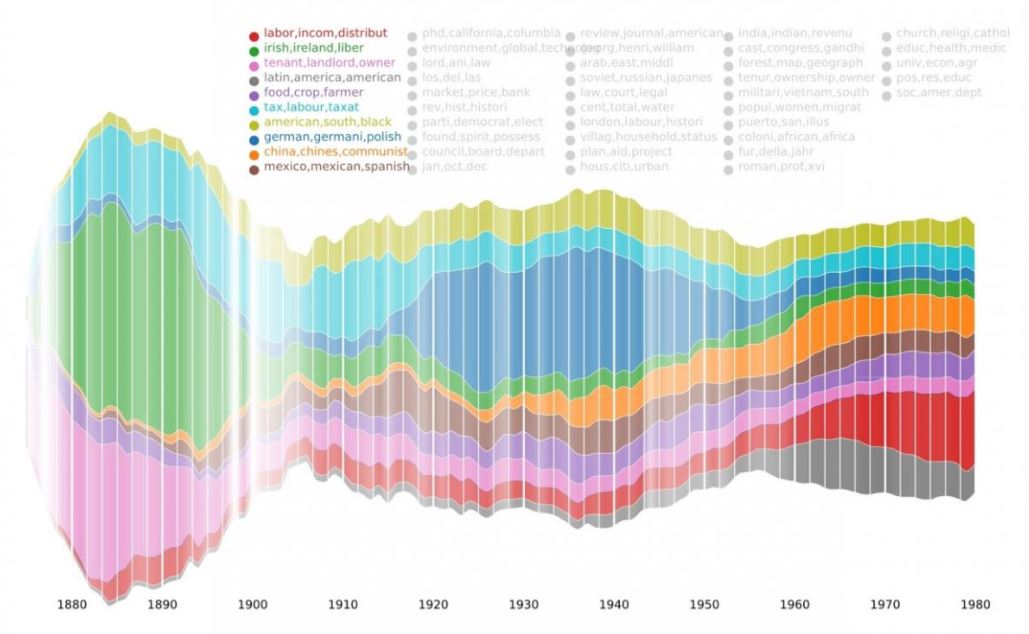 labor,incom,distribut
irish,ireland,liber
tenant,landlord,owner
latin,america,american
food,crop,farmer
tax,labour,taxat
american,south,black
german,germani,polish
china,chines,communist
mexico,mexican,spanish
phd,california,columbia
environment,global,technolog
lord,ani,law
los,del,las
market,price,bank
rev,hist,histori
parti,democrat,elect
found,spirit,possess
council,board,depart
jan,oct,dec
review,journal,american
georg,henri,william
arab,east,middl
soviet,russian,japanes
law,court,legal
cent,total,water
london,labour,histori
villag,household,status
plan,aid,project
hous,citi,urban
india,indian,revenu
cast,congress,gandhi
forest,map,geograph
tenur,ownership,owner
militari,vietnam,south
popul,women,migrat
puerto,san,illus
coloni,african,africa
fur,della,jahr
roman,prof,xvi
church,religi,cathol
educ,health,medic
univ,econ,agr
pos,res,educ
soc,amer,dept
1880 1890 1900 1910 1920 1930 1940 1950 1960 1970 1980